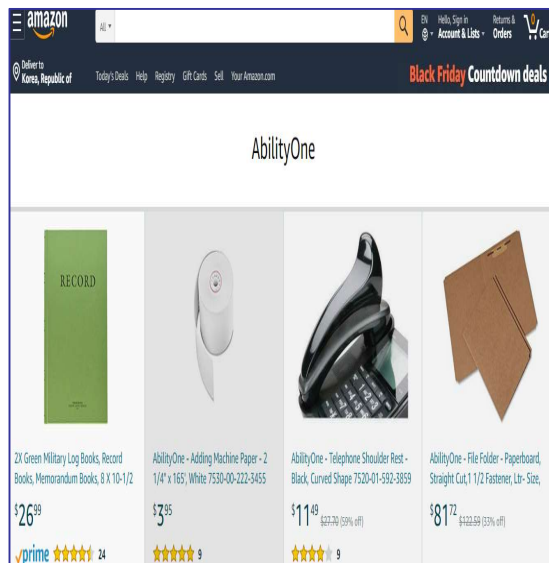 amazon
All
EN
Hello, Sign in
Account & Lists
Returns &
Orders
0
Cart
Deliver to
Korea, Republic of
Today's Deals Help Registry Gift Cards Sell Your Amazon.com
Black Friday Countdown deals
AbilityOne
RECORD
2X Green Military Log Books, Record
Books, Memorandum Books, 8 X 10-1/2
$26.99
prime 24
AbilityOne - Adding Machine Paper - 2
1/4" x 165', White 7530-00-222-3455
$3.95
9
AbilityOne - Telephone Shoulder Rest -
Black, Curved Shape 7520-01-592-3859
$11.49 $27.70 (59% off)
9
AbilityOne - File Folder - Paperboard,
Straight Cut,1 1/2 Fastener, Ltr- Size,
$81.72 $122.59 (33% off)